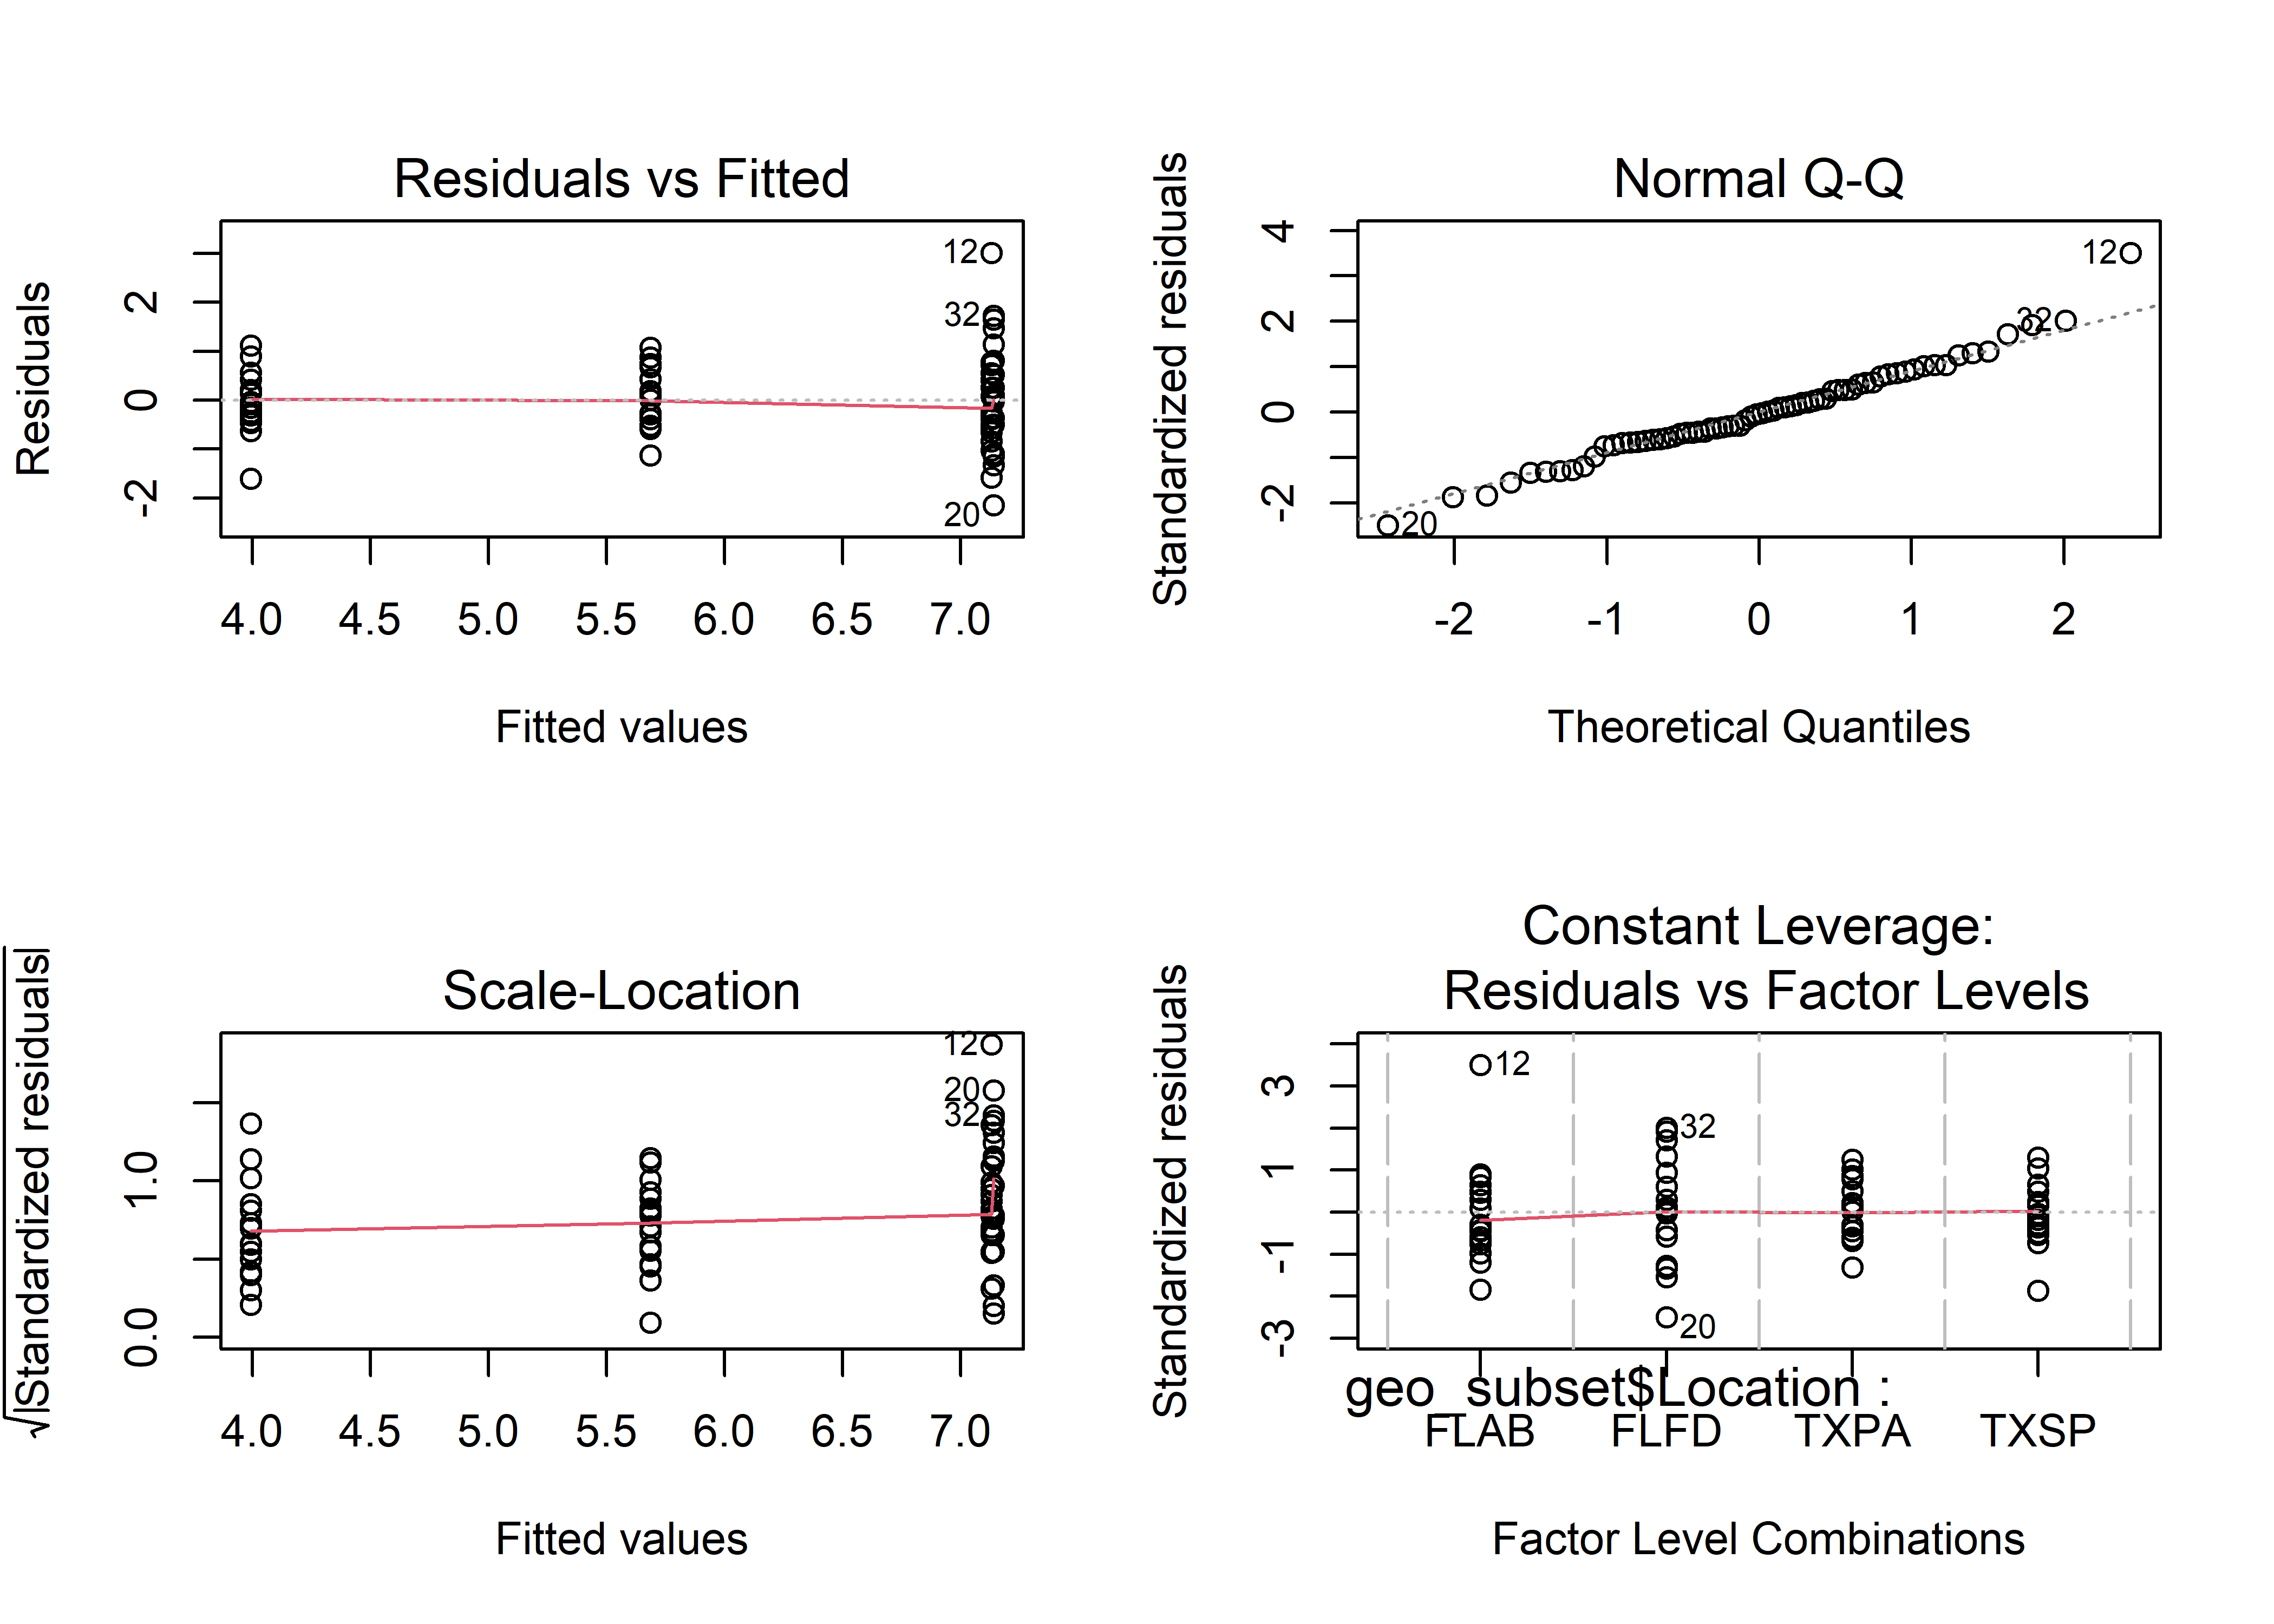 Residuals vs Fitted
Residuals
2
0
-2
12
32
20
4.0 4.5 5.0 5.5 6.0 6.5 7.0
Fitted values
Normal Q-Q
Standardized residuals
4
2
0
-2
12
32
20
-2 -1 0 1 2
Theoretical Quantiles
Scale-Location
√|Standardized residuals|
1.0
0.0
12
20
32
4.0 4.5 5.0 5.5 6.0 6.5 7.0
Fitted values
Constant Leverage:
Residuals vs Factor Levels
Standardized residuals
3
1
-1
-3
12
32
20
geo_subset$Location :
FLAB FLFD TXPA TXSP
Factor Level Combinations